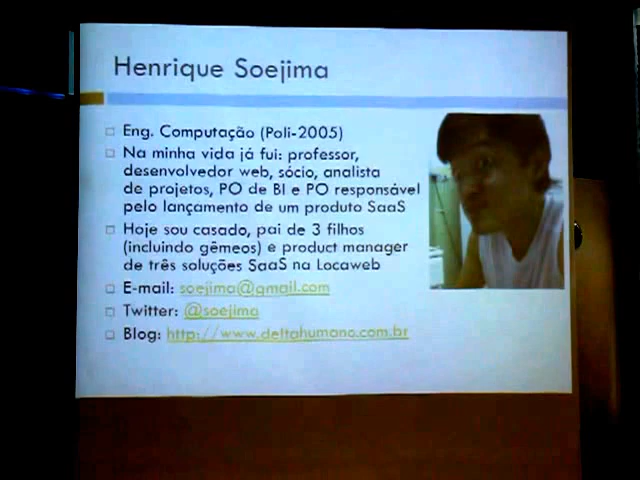 Henrique Soejima
Eng. Computação (Poli-2005)
Na minha vida já fui: professor,
desenvolvedor web, sócio, analista
de projetos, PO de BI e PO responsável
pelo lançamento de um produto SaaS
Hoje sou casado, pai de 3 filhos
(incluindo gêmeos) e product manager
de três soluções SaaS na Locaweb
E-mail: soejima@gmail.com
Twitter: @soejima
Blog: http://www.deltahumano.com.br